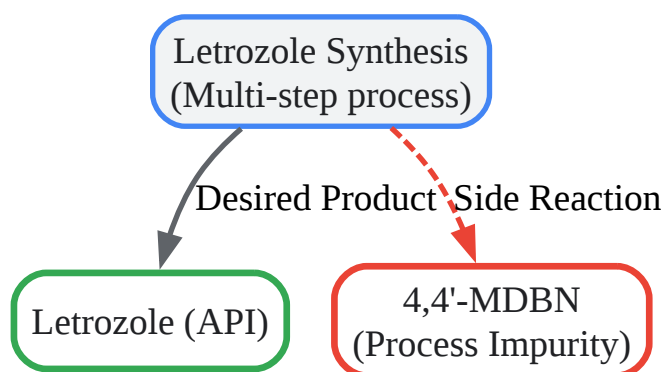 Letrozole Synthesis
(Multi-step process)
Desired Product
Side Reaction
Letrozole (API)
4,4'-MDBN
(Process Impurity)